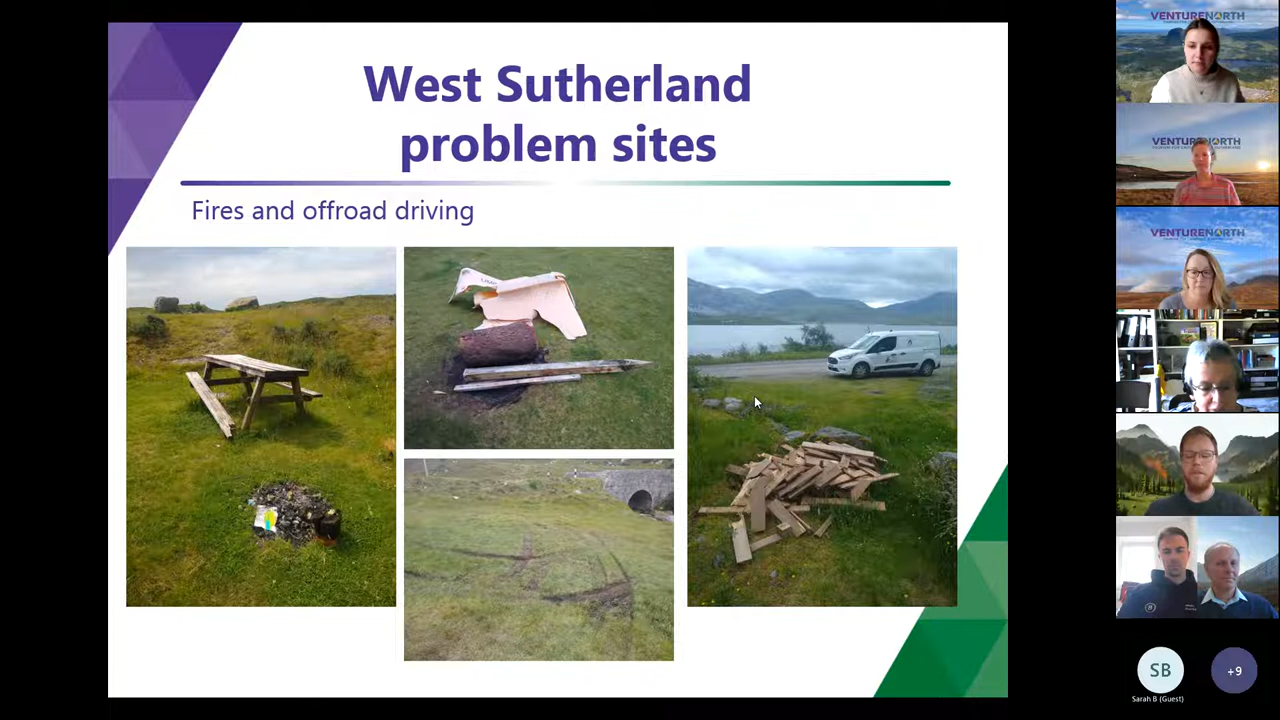 West Sutherland
problem sites
Fires and offroad driving
VENTURENORTH
VENTURENORTH
VENTURENORTH
SB
+9
Sarah B (Guest)